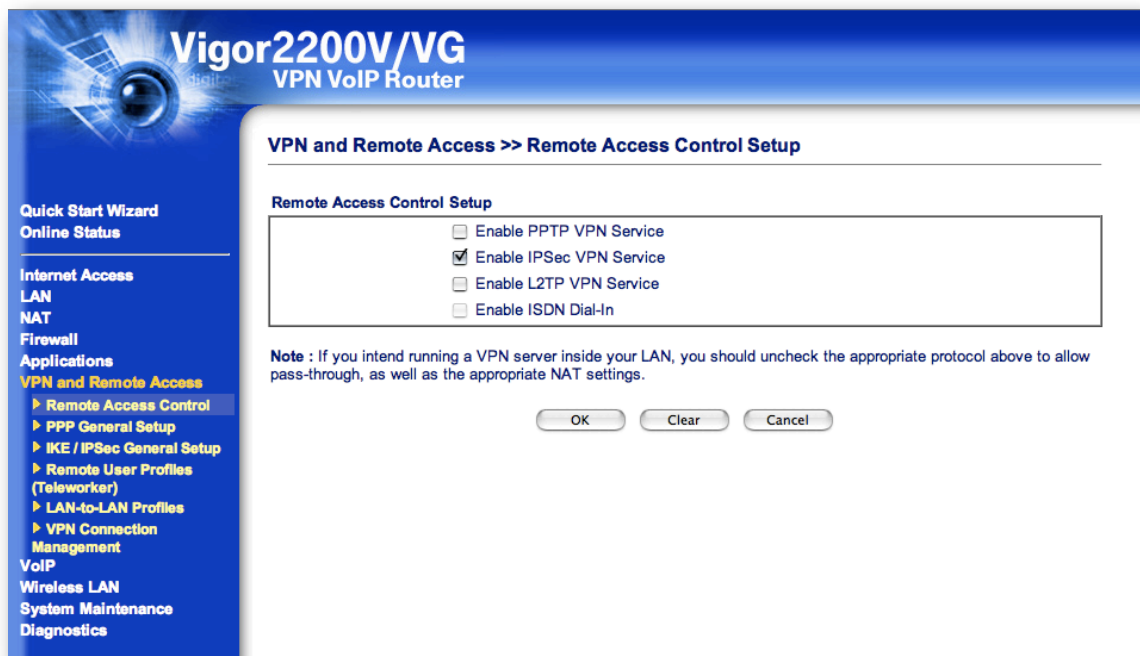 Vigor2200V/VG
VPN VoIP Router
VPN and Remote Access >> Remote Access Control Setup
Quick Start Wizard
Online Status
Internet Access
LAN
NAT
Firewall
Applications
VPN and Remote Access
Remote Access Control
PPP General Setup
IKE / IPSec General Setup
Remote User Profiles
(Teleworker)
LAN-to-LAN Profiles
VPN Connection
Management
VoIP
Wireless LAN
System Maintenance
Diagnostics
Remote Access Control Setup
Enable PPTP VPN Service
Enable IPSec VPN Service
Enable L2TP VPN Service
Enable ISDN Dial-In
Note : If you intend running a VPN server inside your LAN, you should uncheck the appropriate protocol above to allow
pass-through, as well as the appropriate NAT settings.
OK Clear Cancel